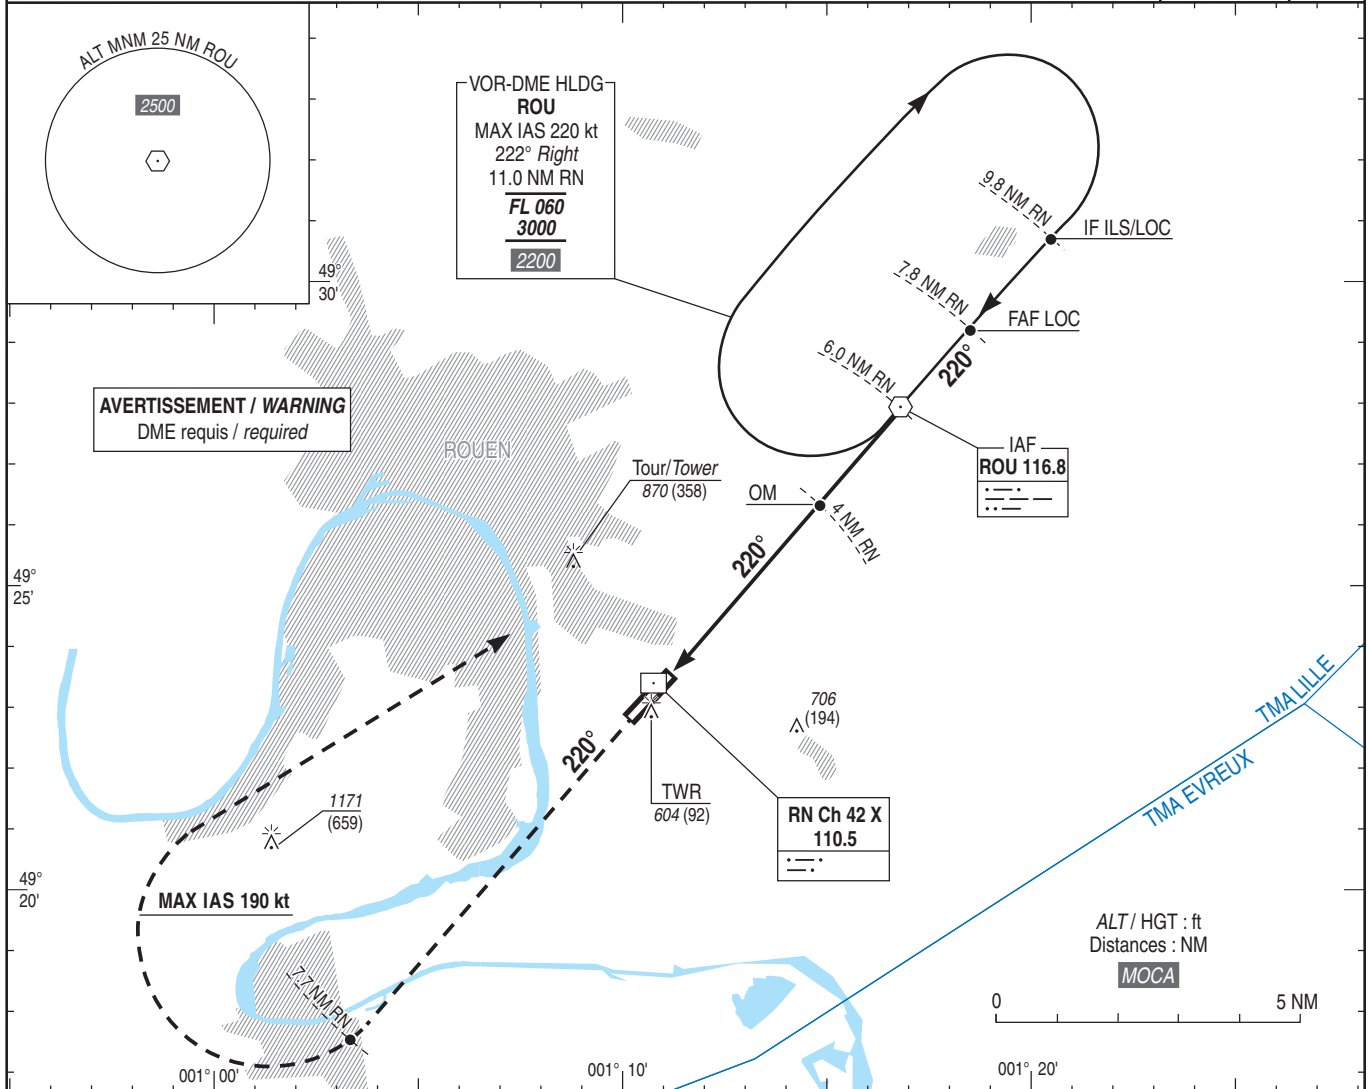 ALT MNM 25 NM ROU
2500
VOR-DME HLDG
ROU
MAX IAS 220 kt
222° Right
11.0 NM RN
FL 060
3000
2200
9.8 NM RN
IF ILS/LOC
7.8 NM RN
FAF LOC
6.0 NM RN
220°
49°
30'
AVERTISSEMENT / WARNING
DME requis / required
ROUEN
Tour/Tower
870 (358)
IAF
ROU 116.8
OM
4 NM RN
220°
49°
25'
706
(194)
TMA LILLE
TMA EVREUX
220°
TWR
604 (92)
RN Ch 42 X
110.5
1171
(659)
49°
20'
MAX IAS 190 kt
ALT / HGT : ft
Distances : NM
MOCA
0
5 NM
7.7 NM RN
001° 00'
001° 10'
001° 20'